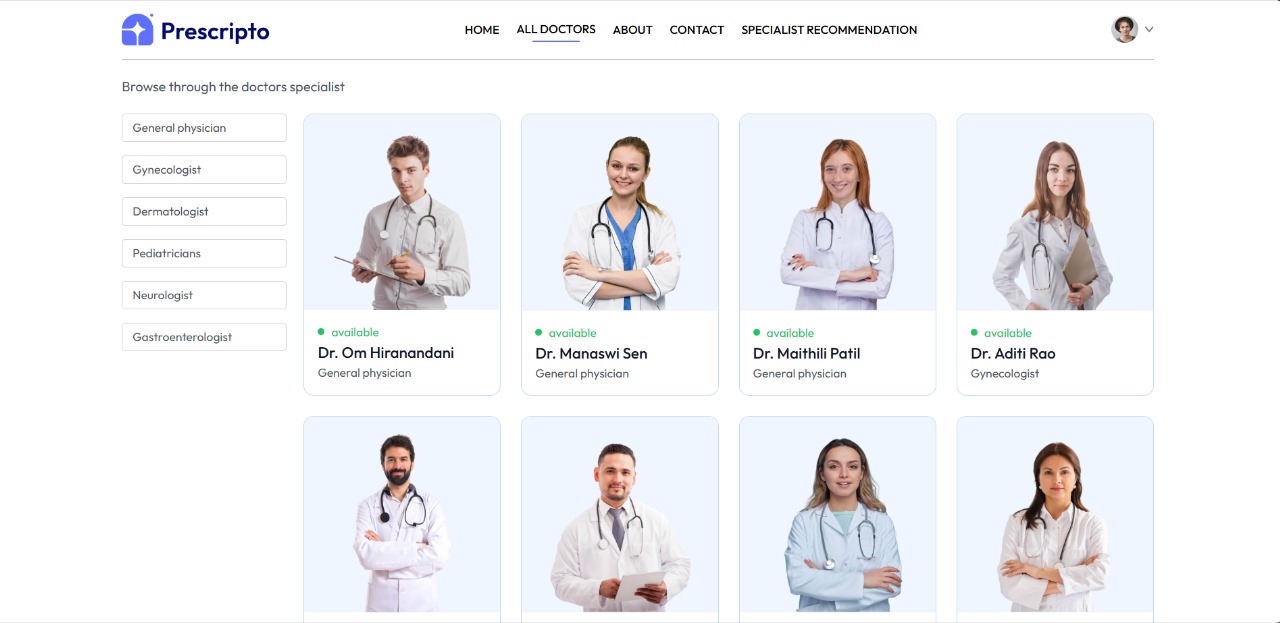 Prescripto
HOME
ALL DOCTORS
ABOUT
CONTACT
SPECIALIST RECOMMENDATION
Browse through the doctors specialist
General physician
Gynecologist
Dermatologist
Pediatricians
Neurologist
Gastroenterologist
available
Dr. Om Hiranandani
General physician
available
Dr. Manaswi Sen
General physician
available
Dr. Maithili Patil
General physician
available
Dr. Aditi Rao
Gynecologist